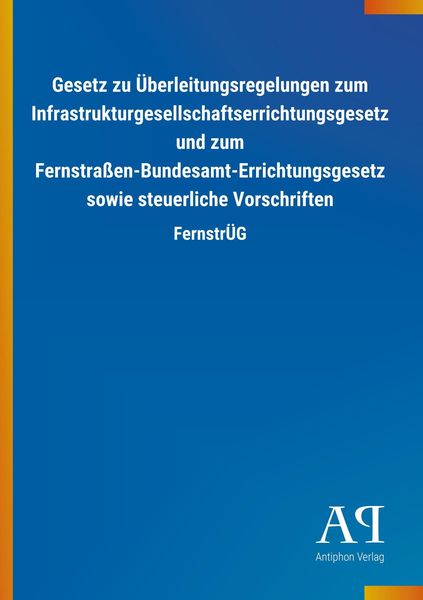 Gesetz zu Überleitungsregelungen zum
Infrastrukturgesellschaftserrichtungsgesetz
und zum
Fernstraßen-Bundesamt-Errichtungsgesetz
sowie steuerliche Vorschriften
FernstrÜG
AP
Antiphon Verlag